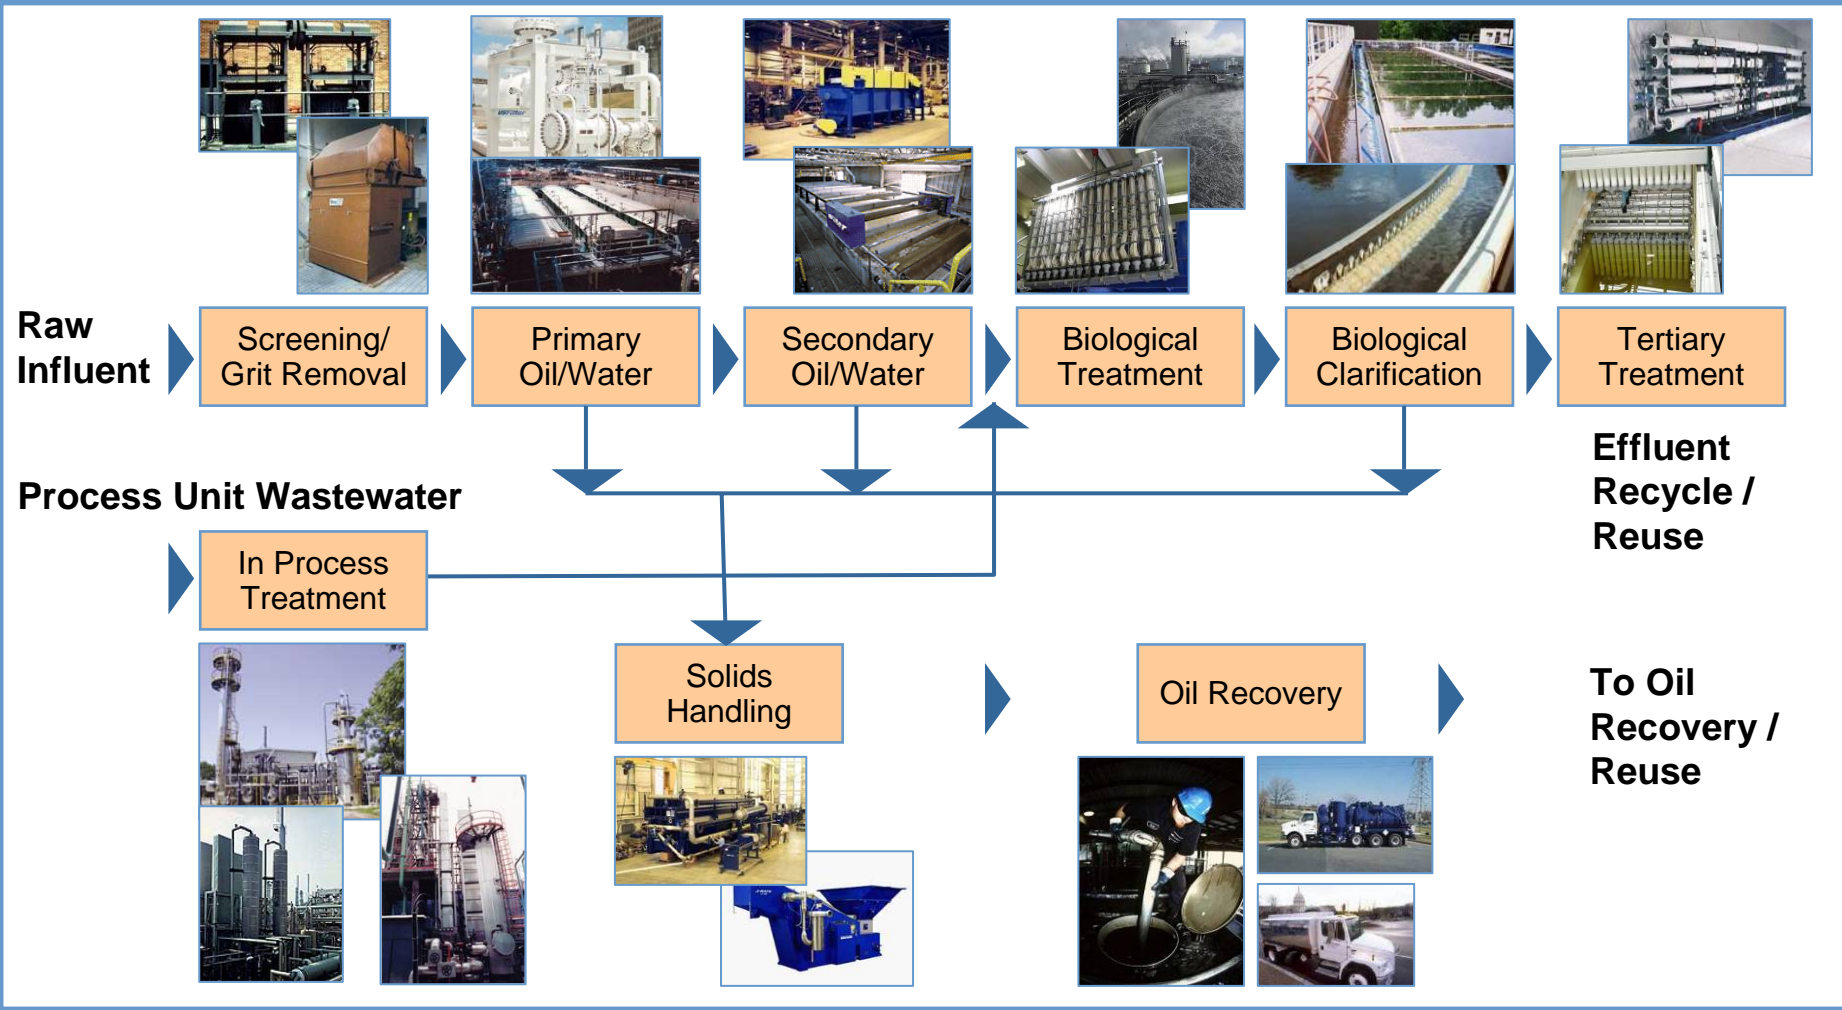 Raw
Influent
Screening/
Grit Removal
Primary
Oil/Water
Secondary
Oil/Water
Biological
Treatment
Biological
Clarification
Tertiary
Treatment
Effluent
Recycle /
Reuse
Process Unit Wastewater
In Process
Treatment
Solids
Handling
Oil Recovery
To Oil
Recovery /
Reuse